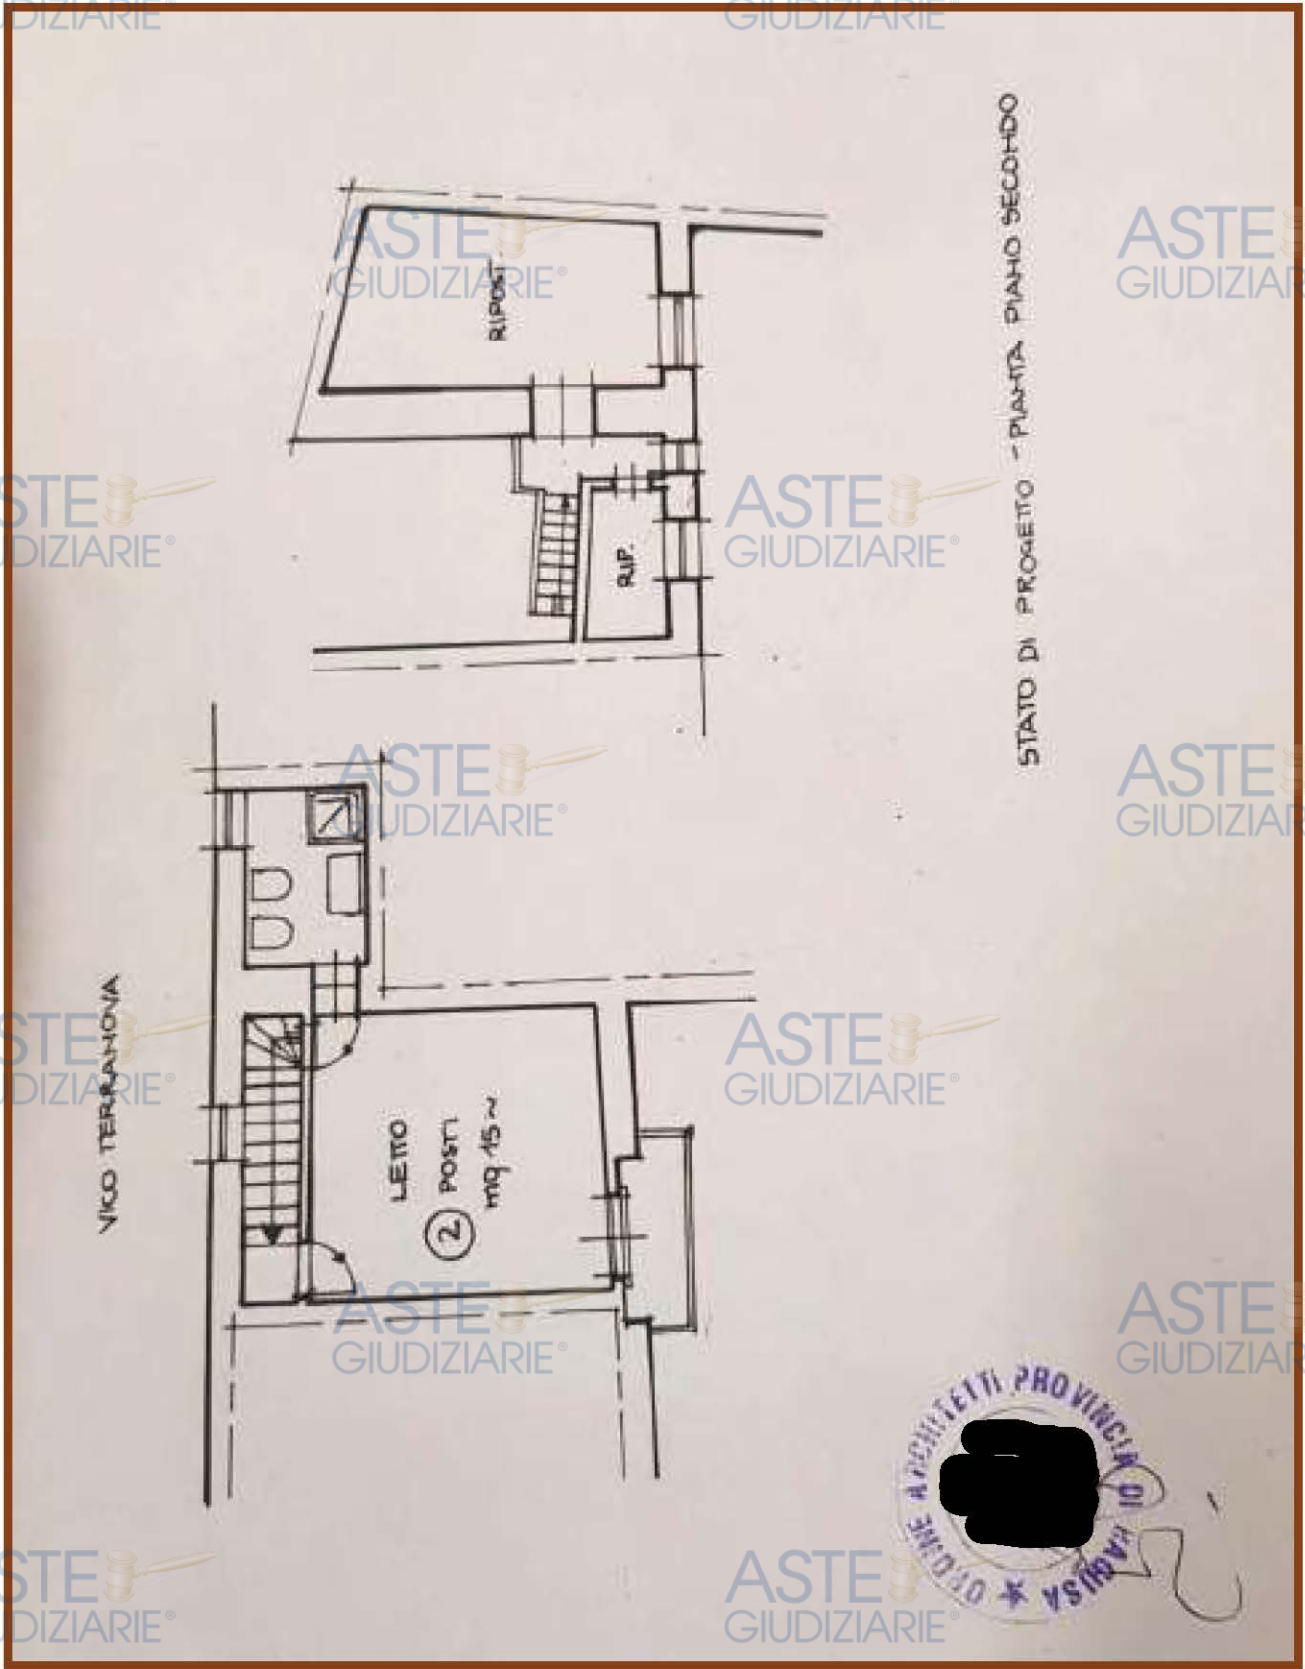 VICO TERRANOVA
LETTO
2 POSTI
mq 15~
RIPOST.
RIP.
STATO DI PROGETTO - PIANTA PIANO SECONDO
ORDINE ARCHITETTI PROVINCIA DI RAGUSA
ASTE
GIUDIZIARIE®